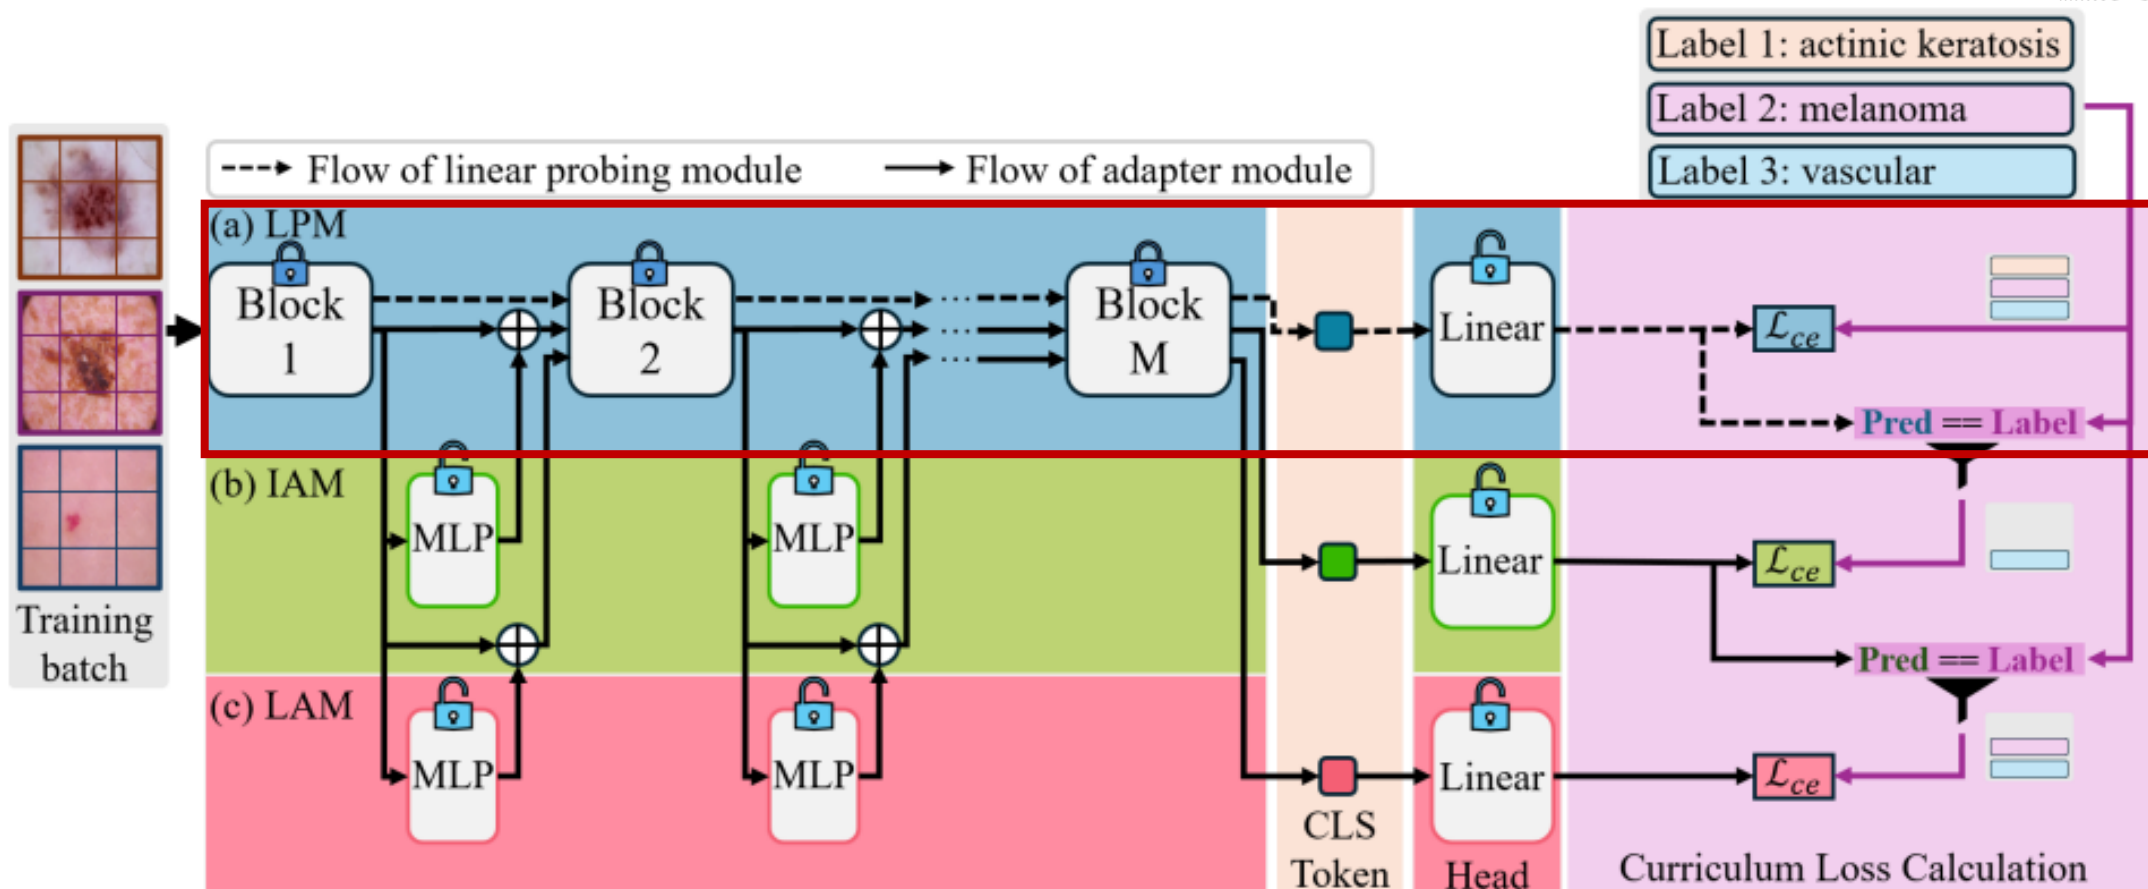 Label 1: actinic keratosis
Label 2: melanoma
Label 3: vascular
Flow of linear probing module
Flow of adapter module
(a) LPM
Block
1
Block
2
...
...
...
Block
M
Linear
ℒce
Pred == Label
(b) IAM
MLP
MLP
Linear
ℒce
Pred == Label
(c) LAM
MLP
MLP
Linear
ℒce
Training
batch
CLS
Token
Head
Curriculum Loss Calculation